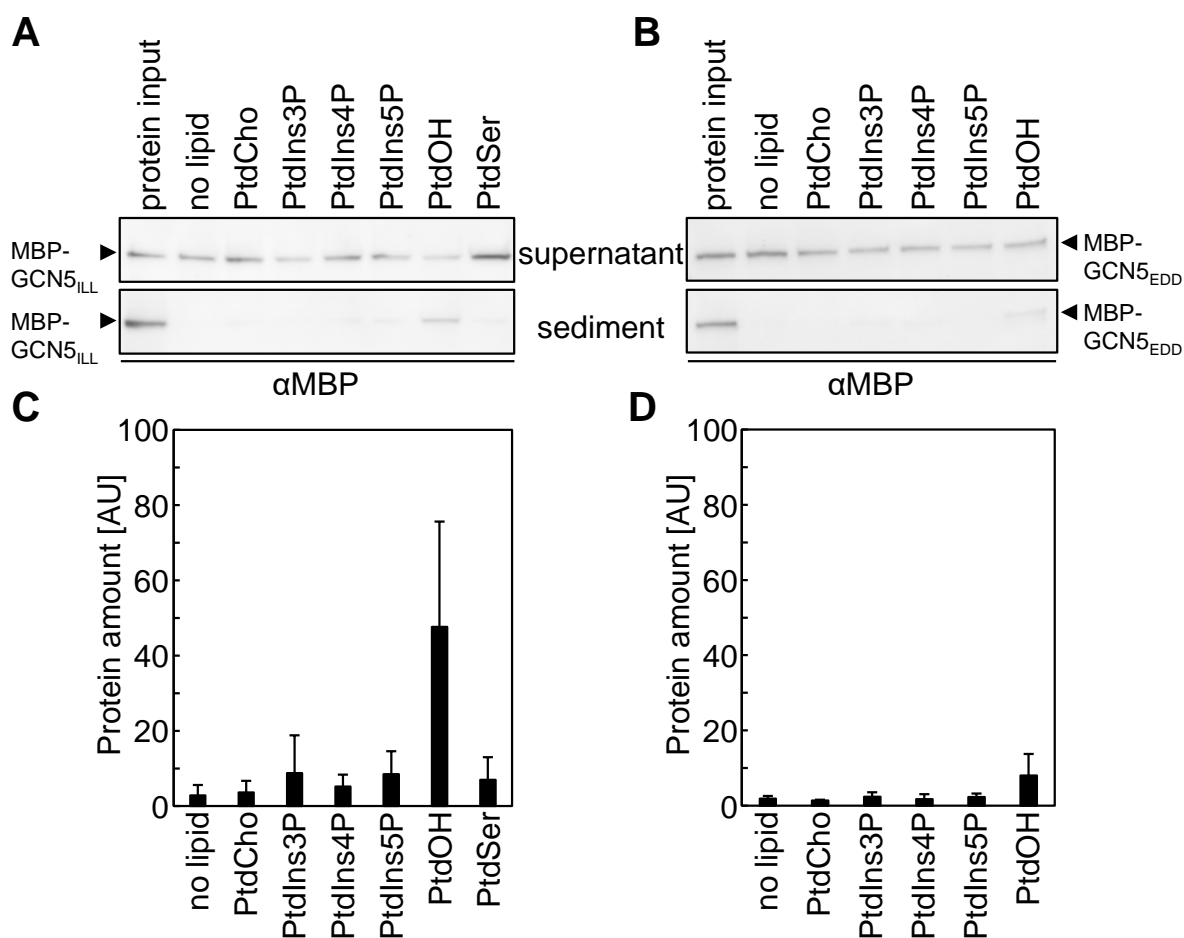 A
protein input
no lipid
PtdCho
PtdIns3P
PtdIns4P
PtdIns5P
PtdOH
PtdSer
MBP-
GCN5ILL
supernatant
MBP-
GCN5ILL
sediment
αMBP
B
protein input
no lipid
PtdCho
PtdIns3P
PtdIns4P
PtdIns5P
PtdOH
MBP-
GCN5EDD
MBP-
GCN5EDD
αMBP
C
Protein amount [AU]
100
80
60
40
20
0
no lipid
PtdCho
PtdIns3P
PtdIns4P
PtdIns5P
PtdOH
PtdSer
D
Protein amount [AU]
100
80
60
40
20
0
no lipid
PtdCho
PtdIns3P
PtdIns4P
PtdIns5P
PtdOH